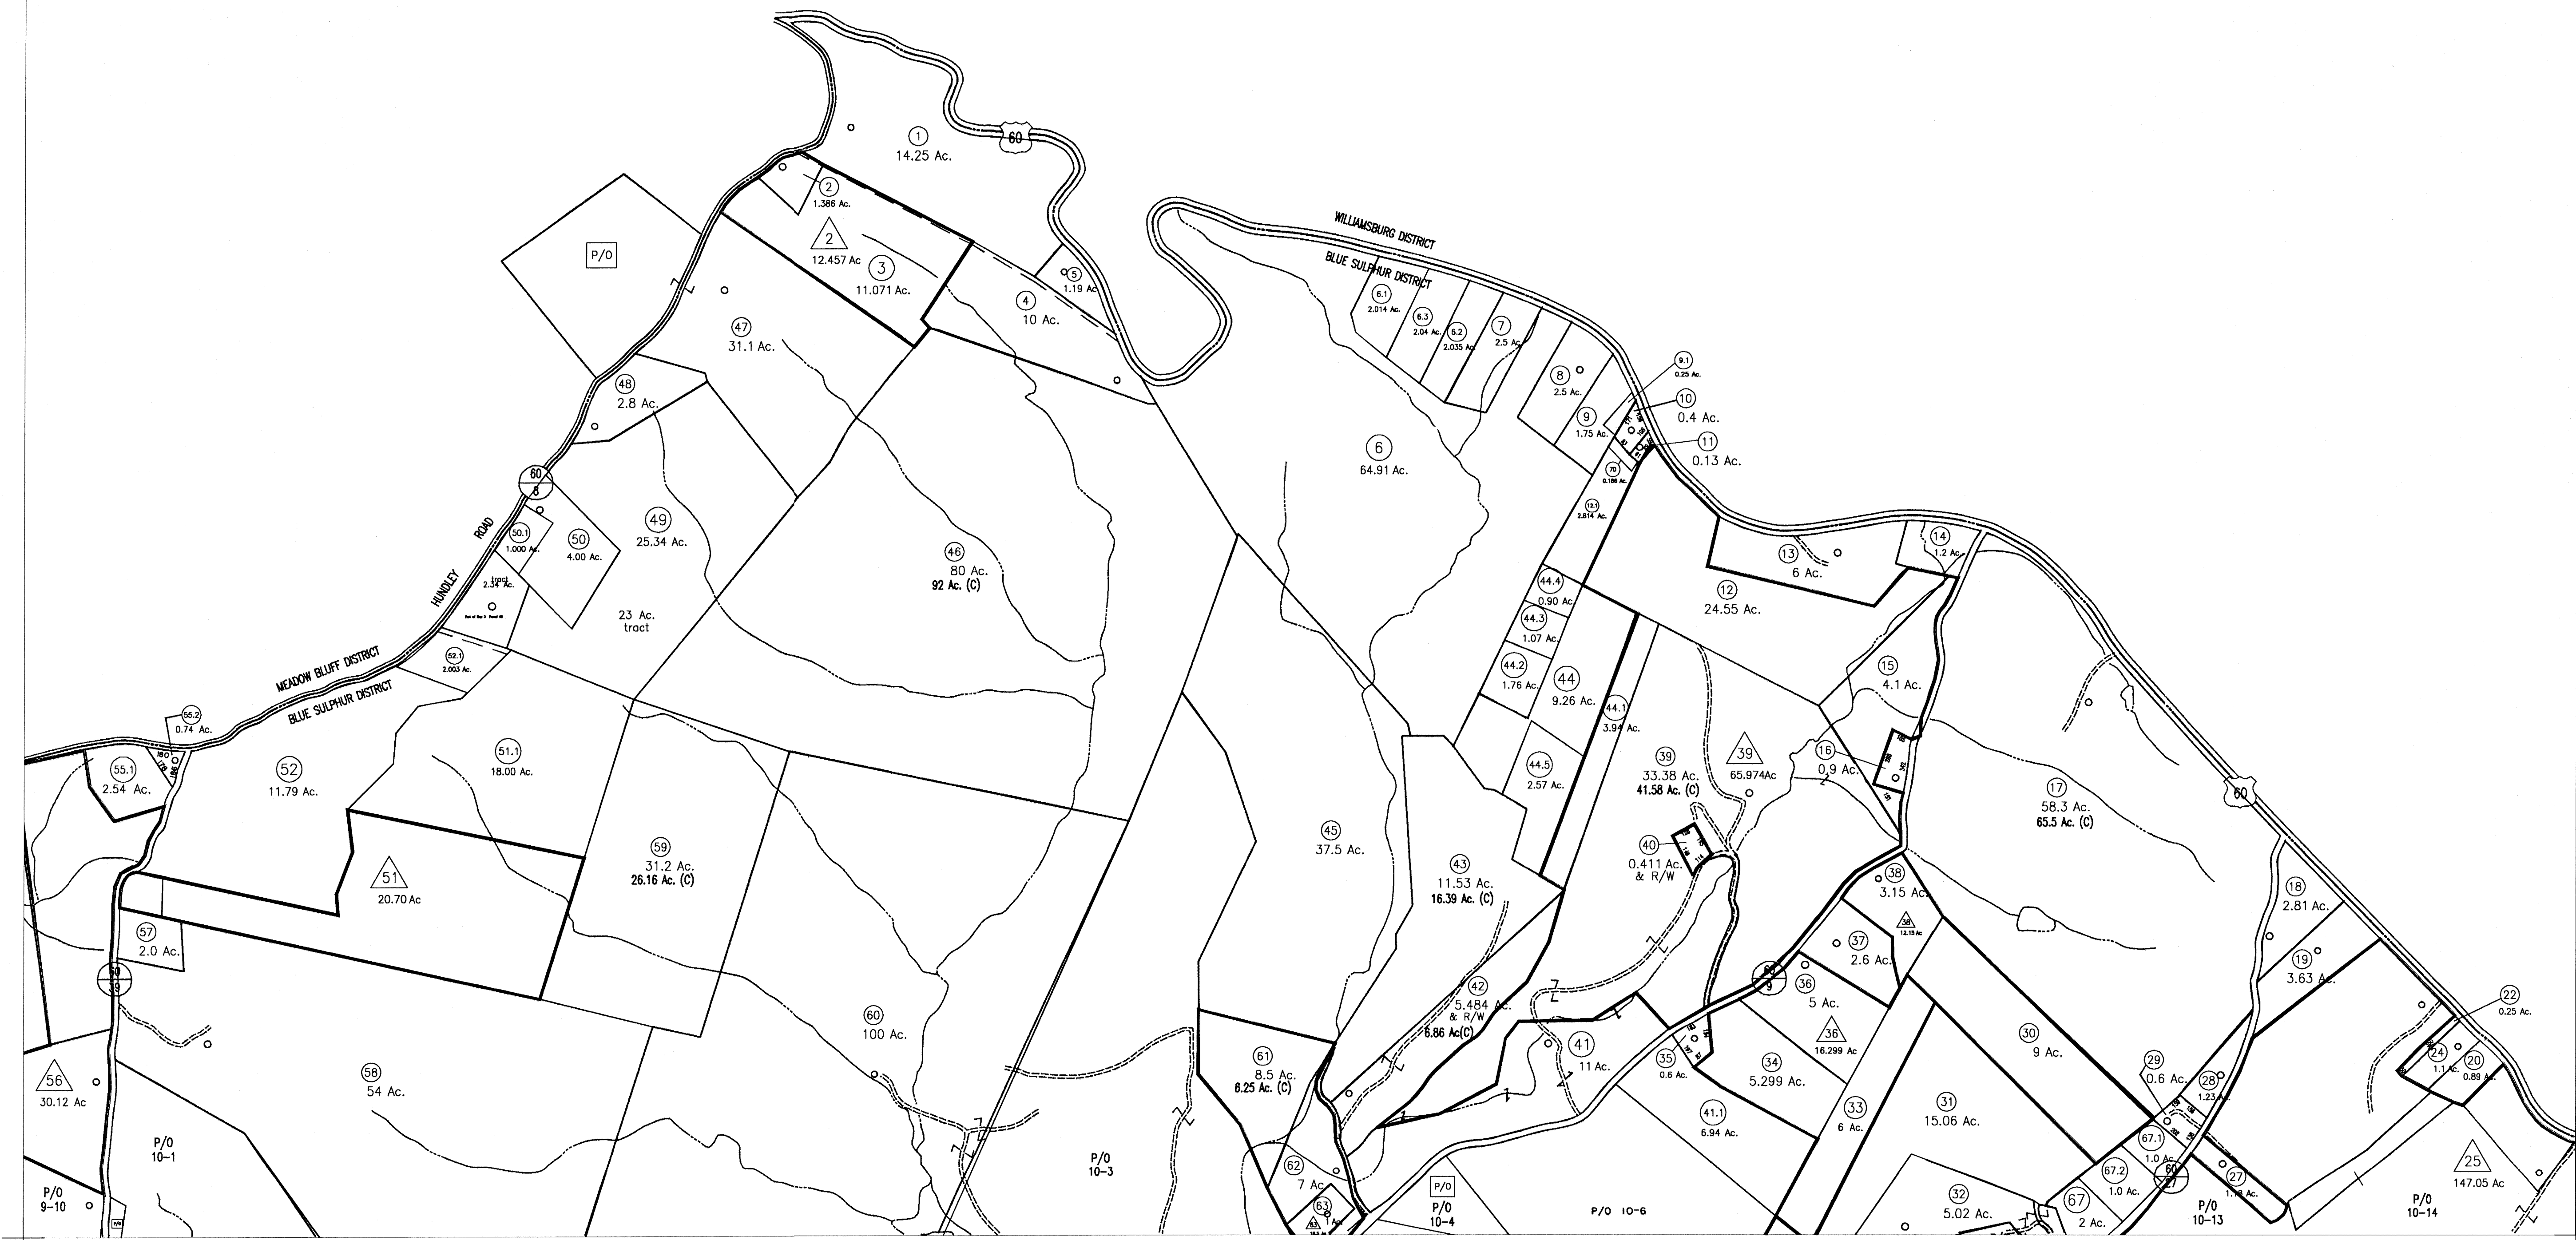 1
14.25 Ac.
60
2
1.386 Ac.
2
12.457 Ac
3
11.071 Ac.
4
10 Ac.
5
1.19 Ac
P/O
47
31.1 Ac.
48
2.8 Ac.
60
8
HUNDLEY ROAD
49
25.34 Ac.
23 Ac.
tract
50
4.00 Ac.
50.1
1.000 Ac.
tract
2.34 Ac.
52.1
2.003 Ac.
46
80 Ac.
92 Ac. (C)
WILLIAMSBURG DISTRICT
BLUE SULPHUR DISTRICT
6.1
2.014 Ac.
6.3
2.04 Ac.
6.2
2.035 Ac
7
2.5 Ac
8
2.5 Ac.
9
1.75 Ac.
9.1
0.25 Ac.
10
0.4 Ac.
11
0.13 Ac.
70
0.186 Ac.
6
64.91 Ac.
12.1
2.814 Ac.
12
24.55 Ac.
13
6 Ac.
14
1.2 Ac.
15
4.1 Ac.
16
0.9 Ac.
17
58.3 Ac.
65.5 Ac. (C)
60
MEADOW BLUFF DISTRICT
BLUE SULPHUR DISTRICT
55.2
0.74 Ac.
180
178
186
55.1
2.54 Ac.
52
11.79 Ac.
51.1
18.00 Ac.
51
20.70 Ac
59
31.2 Ac.
26.16 Ac. (C)
57
2.0 Ac.
60
39
44.4
0.90 Ac.
44.3
1.07 Ac.
44.2
1.76 Ac.
44
9.26 Ac.
44.1
3.94 Ac.
44.5
2.57 Ac.
39
33.38 Ac.
41.58 Ac. (C)
39
65.974Ac
40
0.411 Ac.
& R/W
45
37.5 Ac.
43
11.53 Ac.
16.39 Ac. (C)
42
5.484 Ac.
& R/W
6.86 Ac(C)
38
3.15 Ac.
38
12.15 Ac
37
2.6 Ac.
60
9
36
5 Ac.
36
16.299 Ac
18
2.81 Ac.
19
3.63 Ac.
22
0.25 Ac.
24
1.1 Ac.
20
0.89 Ac.
60
100 Ac.
58
54 Ac.
56
30.12 Ac
61
8.5 Ac.
6.25 Ac. (C)
62
7 Ac.
63
1 Ac.
63
41
11 Ac.
35
0.6 Ac.
34
5.299 Ac.
41.1
6.94 Ac.
33
6 Ac.
31
15.06 Ac.
30
9 Ac.
29
0.6 Ac.
28
1.23 Ac.
67.1
1.0 Ac.
67.2
1.0 Ac.
67
2 Ac.
60
27
27
32
5.02 Ac.
25
147.05 Ac
P/O
10-1
P/O
9-10
P/O
P/O
10-3
P/O
P/O
10-4
P/O 10-6
P/O
10-13
P/O
10-14